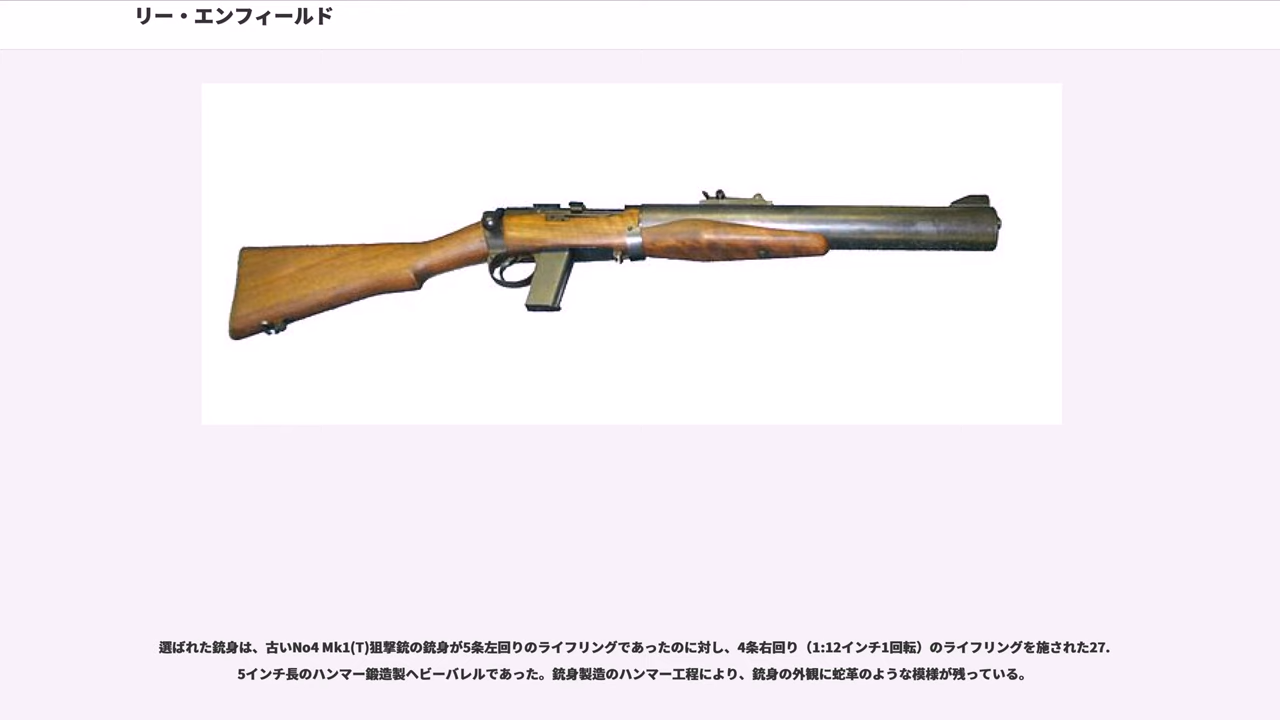 リー・エンフィールド
選ばれた銃身は、古いNo4 Mk1(T)狙撃銃の銃身が5条左回りのライフリングであったのに対し、4条右回り（1:12インチ1回転）のライフリングを施された27.
5インチ長のハンマー鍛造製ヘビーバレルであった。銃身製造のハンマー工程により、銃身の外観に蛇革のような模様が残っている。